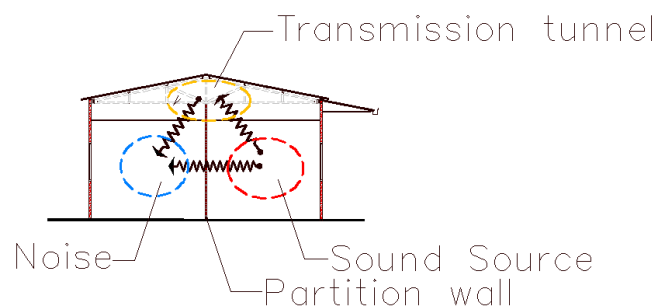 Transmission tunnel
Noise
Sound Source
Partition wall